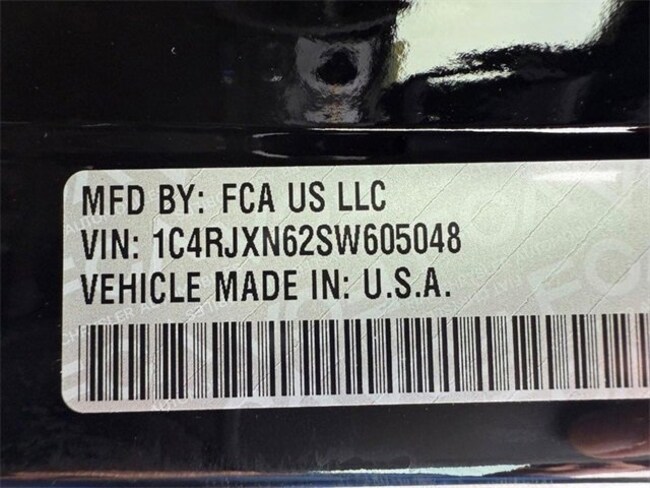 MFD BY: FCA US LLC
VIN: 1C4RJXN62SW605048
VEHICLE MADE IN: U.S.A.